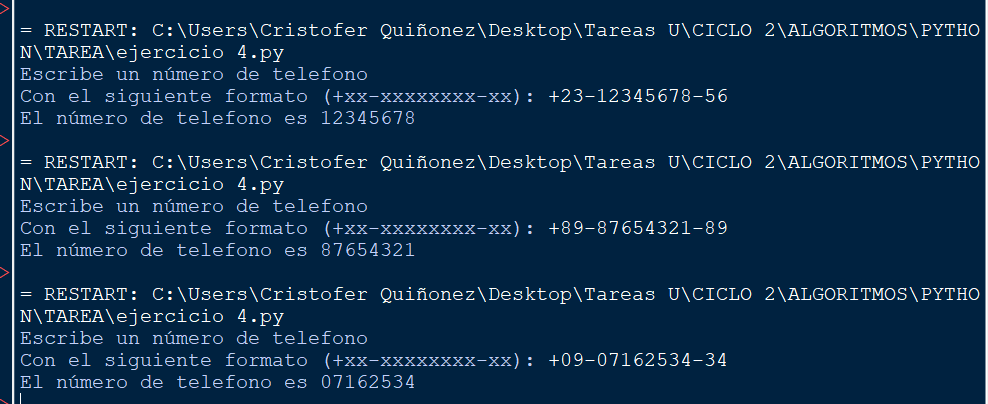 >
= RESTART: C:\Users\Cristofer Quiñonez\Desktop\Tareas U\CICLO 2\ALGORITMOS\PYTHO
N\TAREA\ejercicio 4.py
Escribe un número de telefono
Con el siguiente formato (+xx-xxxxxxxx-xx): +23-12345678-56
El número de telefono es 12345678
>
= RESTART: C:\Users\Cristofer Quiñonez\Desktop\Tareas U\CICLO 2\ALGORITMOS\PYTHO
N\TAREA\ejercicio 4.py
Escribe un número de telefono
Con el siguiente formato (+xx-xxxxxxxx-xx): +89-87654321-89
El número de telefono es 87654321
>
= RESTART: C:\Users\Cristofer Quiñonez\Desktop\Tareas U\CICLO 2\ALGORITMOS\PYTHO
N\TAREA\ejercicio 4.py
Escribe un número de telefono
Con el siguiente formato (+xx-xxxxxxxx-xx): +09-07162534-34
El número de telefono es 07162534
>